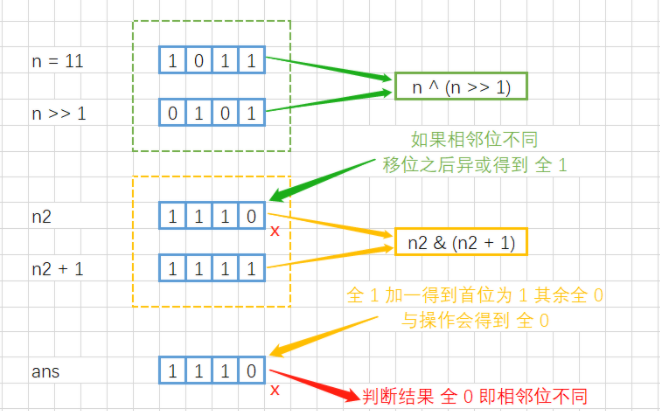 n = 11
1 0 1 1
n ^ (n >> 1)
n >> 1
0 1 0 1
如果相邻位不同
移位之后异或得到 全 1
n2
1 1 1 0
x
n2 & (n2 + 1)
n2 + 1
1 1 1 1
全 1 加一得到首位为 1 其余全 0
与操作会得到 全 0
ans
1 1 1 0
x
判断结果 全 0 即相邻位不同